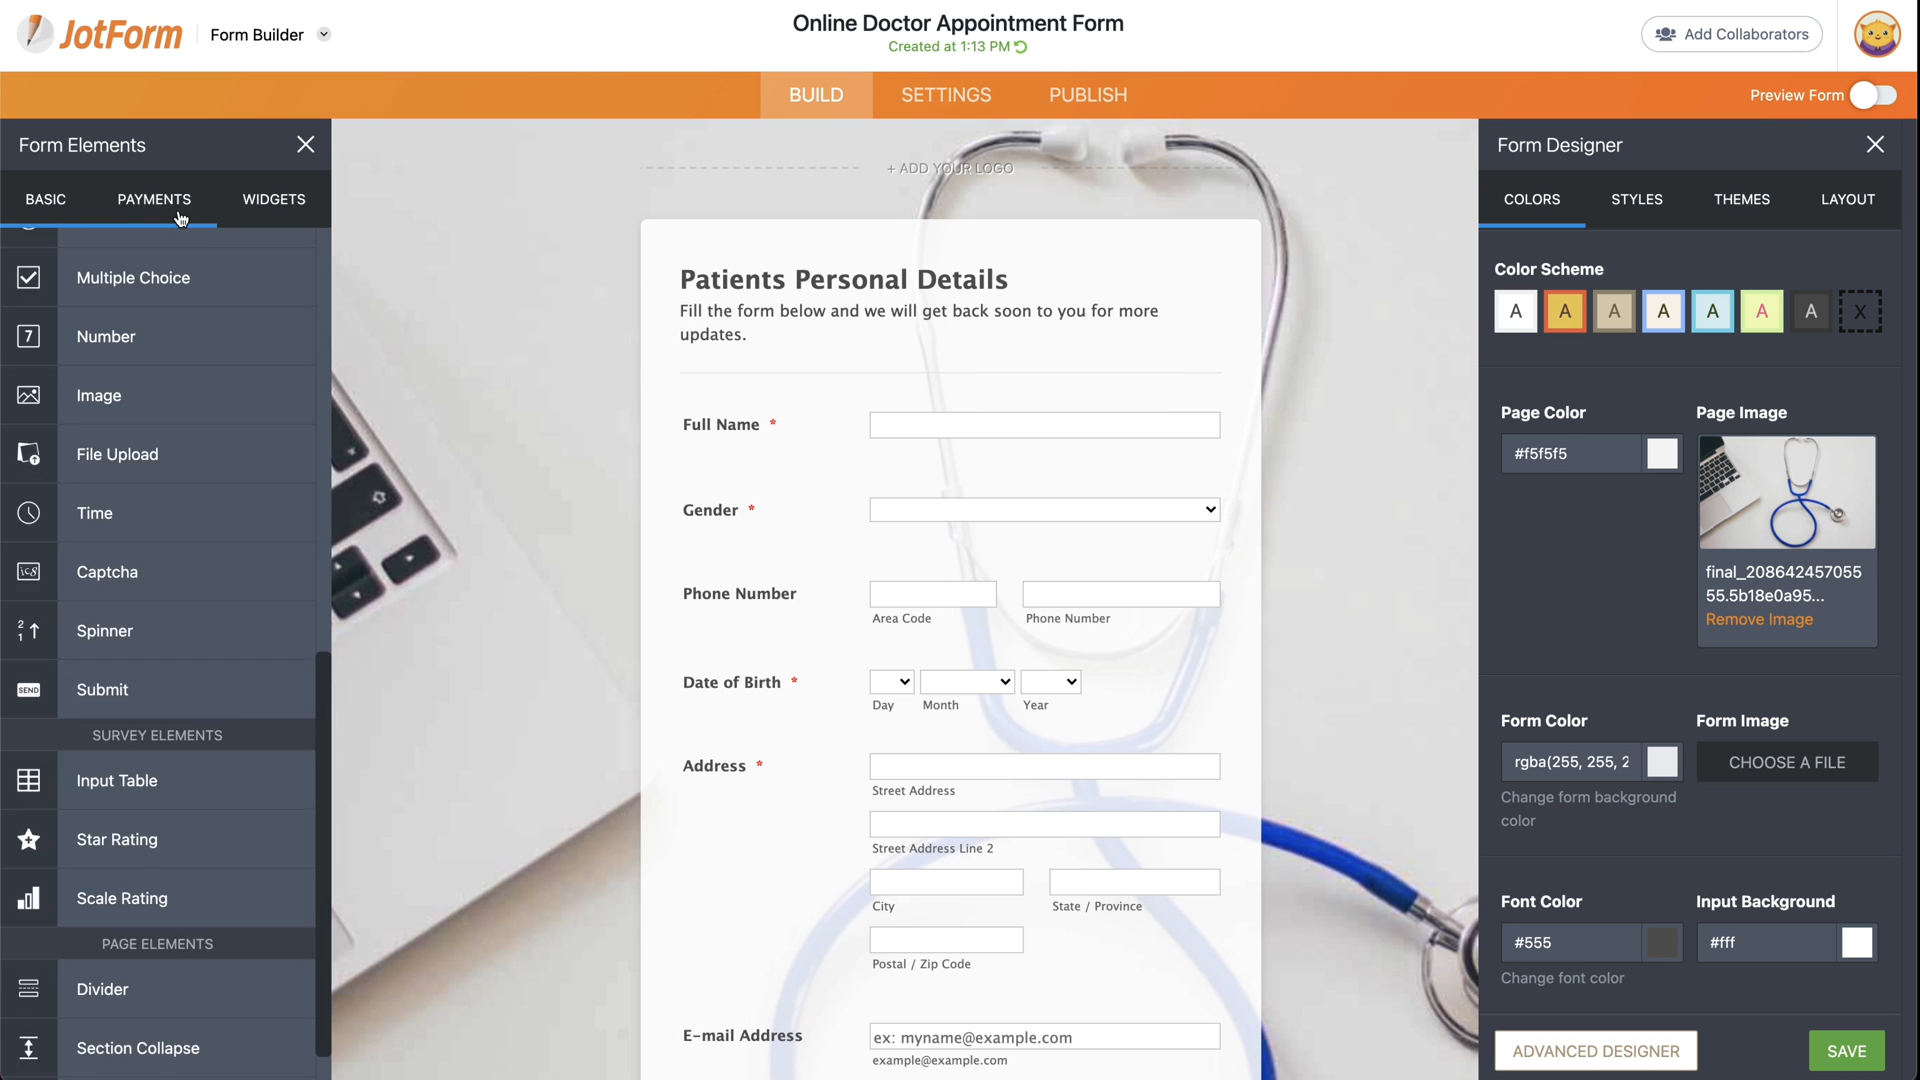 JotForm
Form Builder
Online Doctor Appointment Form
Created at 1:13 PM
Add Collaborators
BUILD
SETTINGS
PUBLISH
Preview Form
Form Elements
BASIC
PAYMENTS
WIDGETS
Multiple Choice
7
Number
Image
File Upload
Time
Captcha
2
1
Spinner
SEND
Submit
SURVEY ELEMENTS
Input Table
Star Rating
Scale Rating
PAGE ELEMENTS
Divider
Section Collapse
+ ADD YOUR LOGO
Patients Personal Details
Fill the form below and we will get back soon to you for more
updates.
Full Name *
Gender *
Phone Number
Area Code
Phone Number
Date of Birth *
Day
Month
Year
Address *
Street Address
Street Address Line 2
City
State / Province
Postal / Zip Code
E-mail Address
ex: myname@example.com
example@example.com
Form Designer
COLORS
STYLES
THEMES
LAYOUT
Color Scheme
A A A A A A A X
Page Color
#f5f5f5
Page Image
final_208642457055
55.5b18e0a95...
Remove Image
Form Color
rgba(255, 255, 2
Change form background
color
Form Image
CHOOSE A FILE
Font Color
#555
Change font color
Input Background
#fff
ADVANCED DESIGNER
SAVE